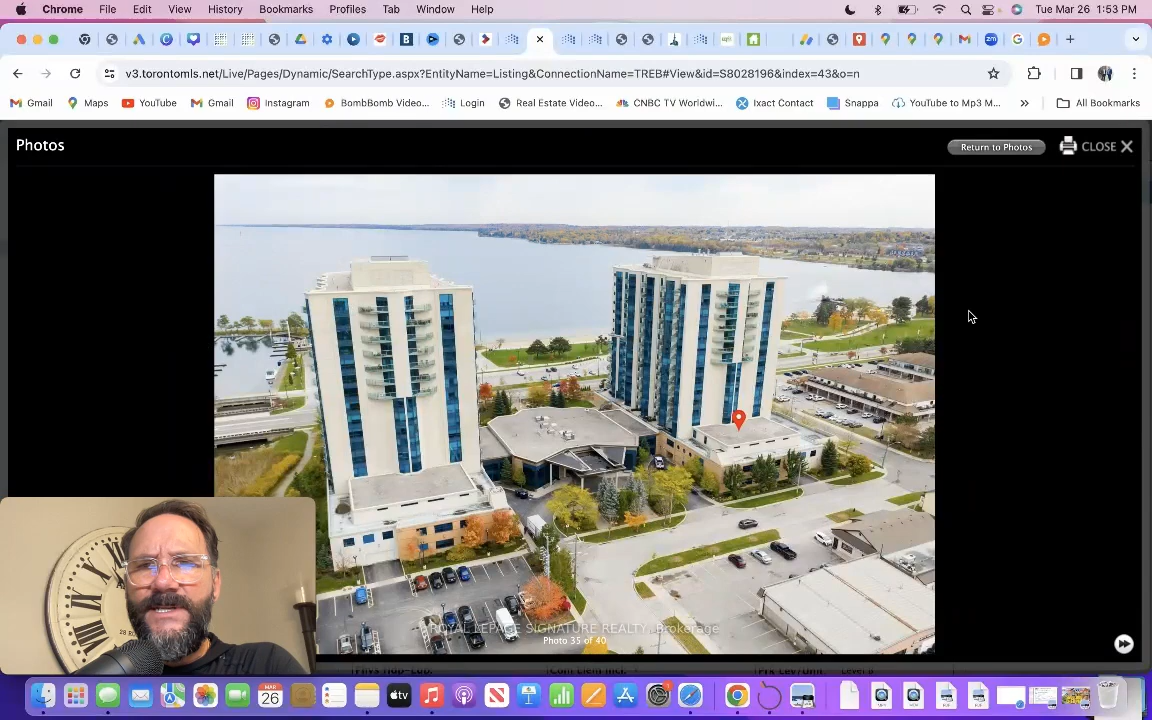 Chrome File Edit View History Bookmarks Profiles Tab Window Help Tue Mar 26 1:53 PM
v3.torontomls.net/Live/Pages/Dynamic/SearchType.aspx?EntityName=Listing&ConnectionName=TREB#View&id=S8028196&index=43&o=n
Gmail Maps YouTube Gmail Instagram BombBomb Video... Login Real Estate Video... CNBC TV Worldwi... Ixact Contact Snappa YouTube to Mp3 M... » All Bookmarks
Photos Return to Photos CLOSE
ROYAL LEPAGE SIGNATURE REALTY, Brokerage
Photo 35 of 40
MAR
26
tv